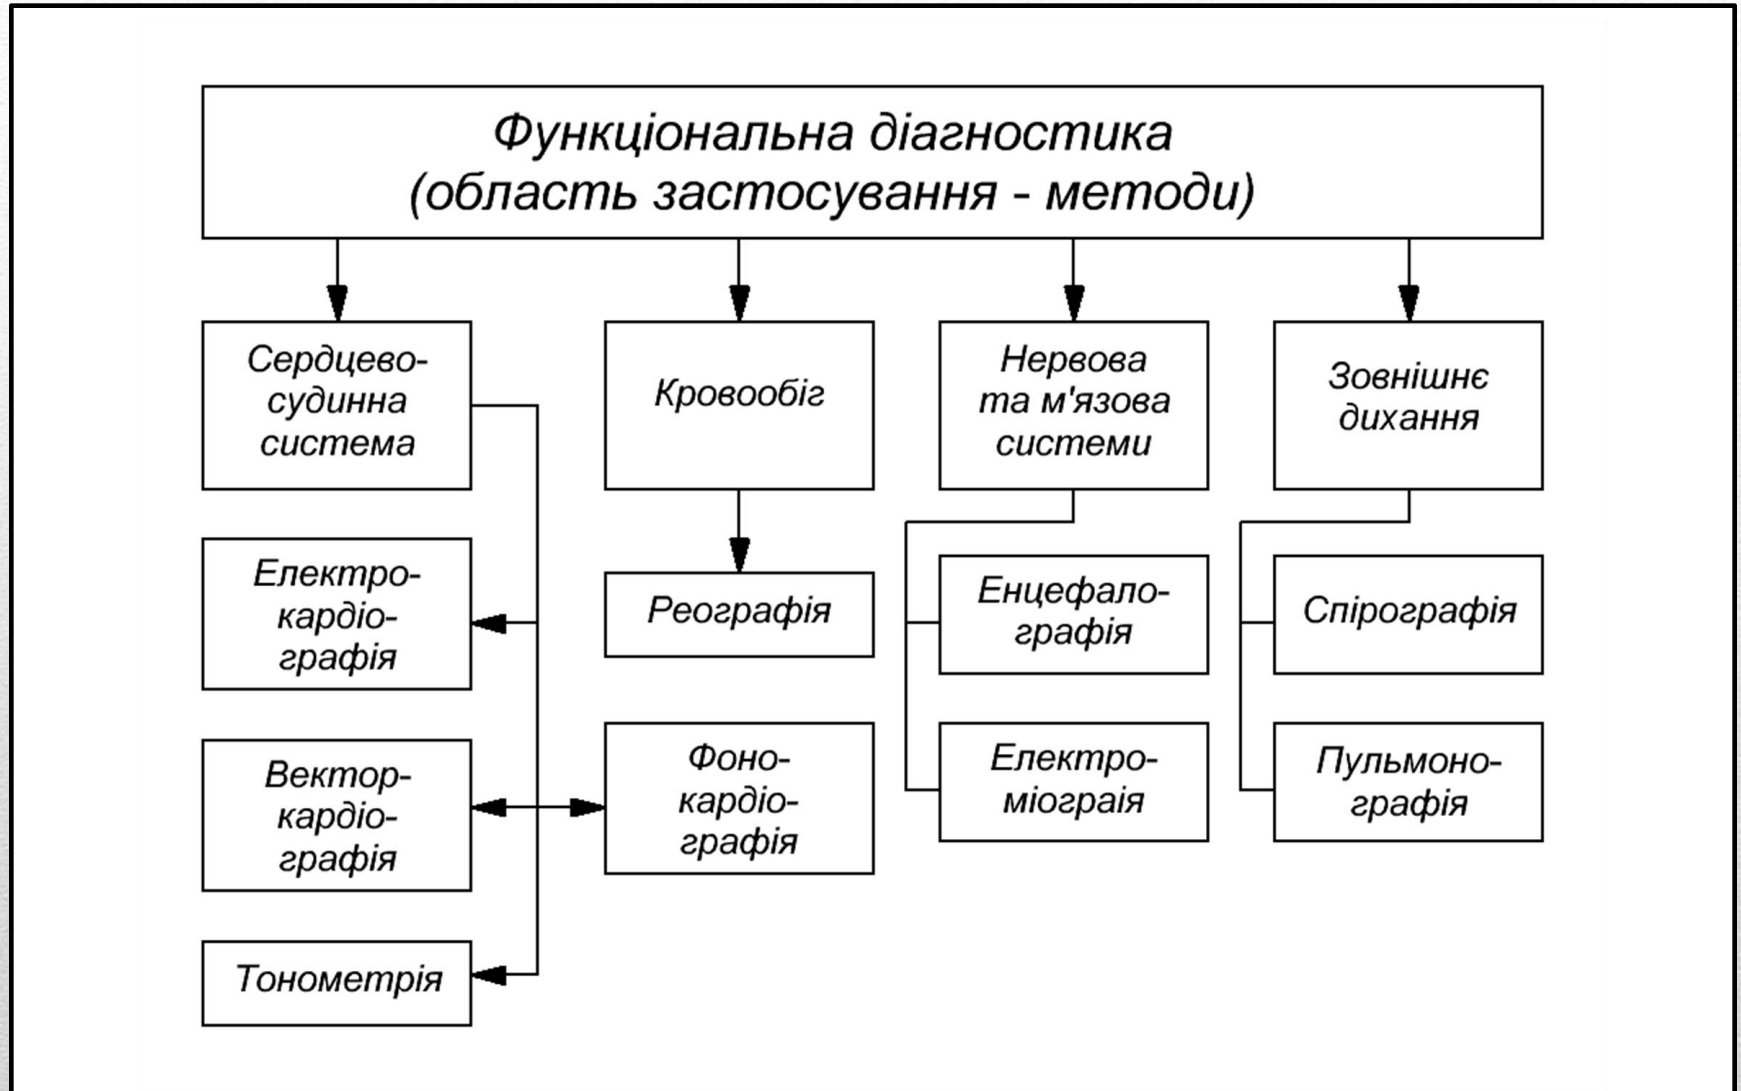 Функціональна діагностика
(область застосування - методи)
Сердцево-
судинна
система
Кровообіг
Нервова
та м'язова
системи
Зовнішнє
дихання
Електро-
кардіо-
графія
Реографія
Енцефало-
графія
Спірографія
Вектор-
кардіо-
графія
Фоно-
кардіо-
графія
Електро-
міограія
Пульмоно-
графія
Тонометрія